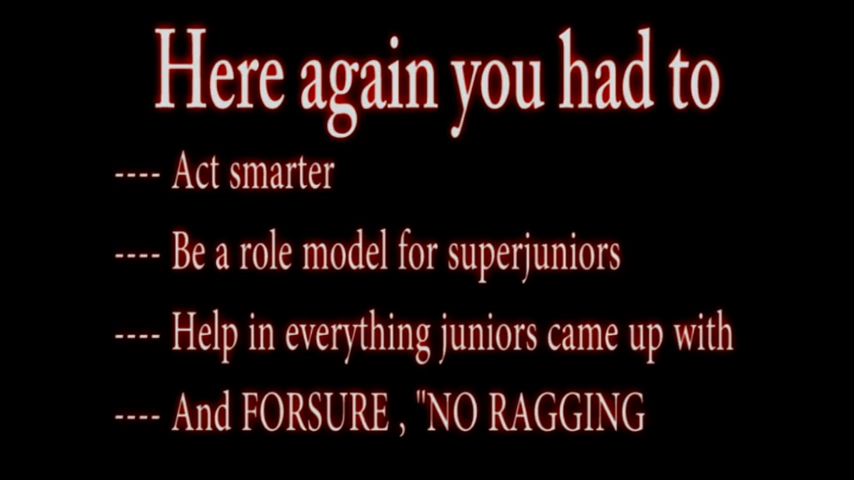 Here again you had to
---- Act smarter
---- Be a role model for superjuniors
---- Help in everything juniors came up with
---- And FORSURE , "NO RAGGING